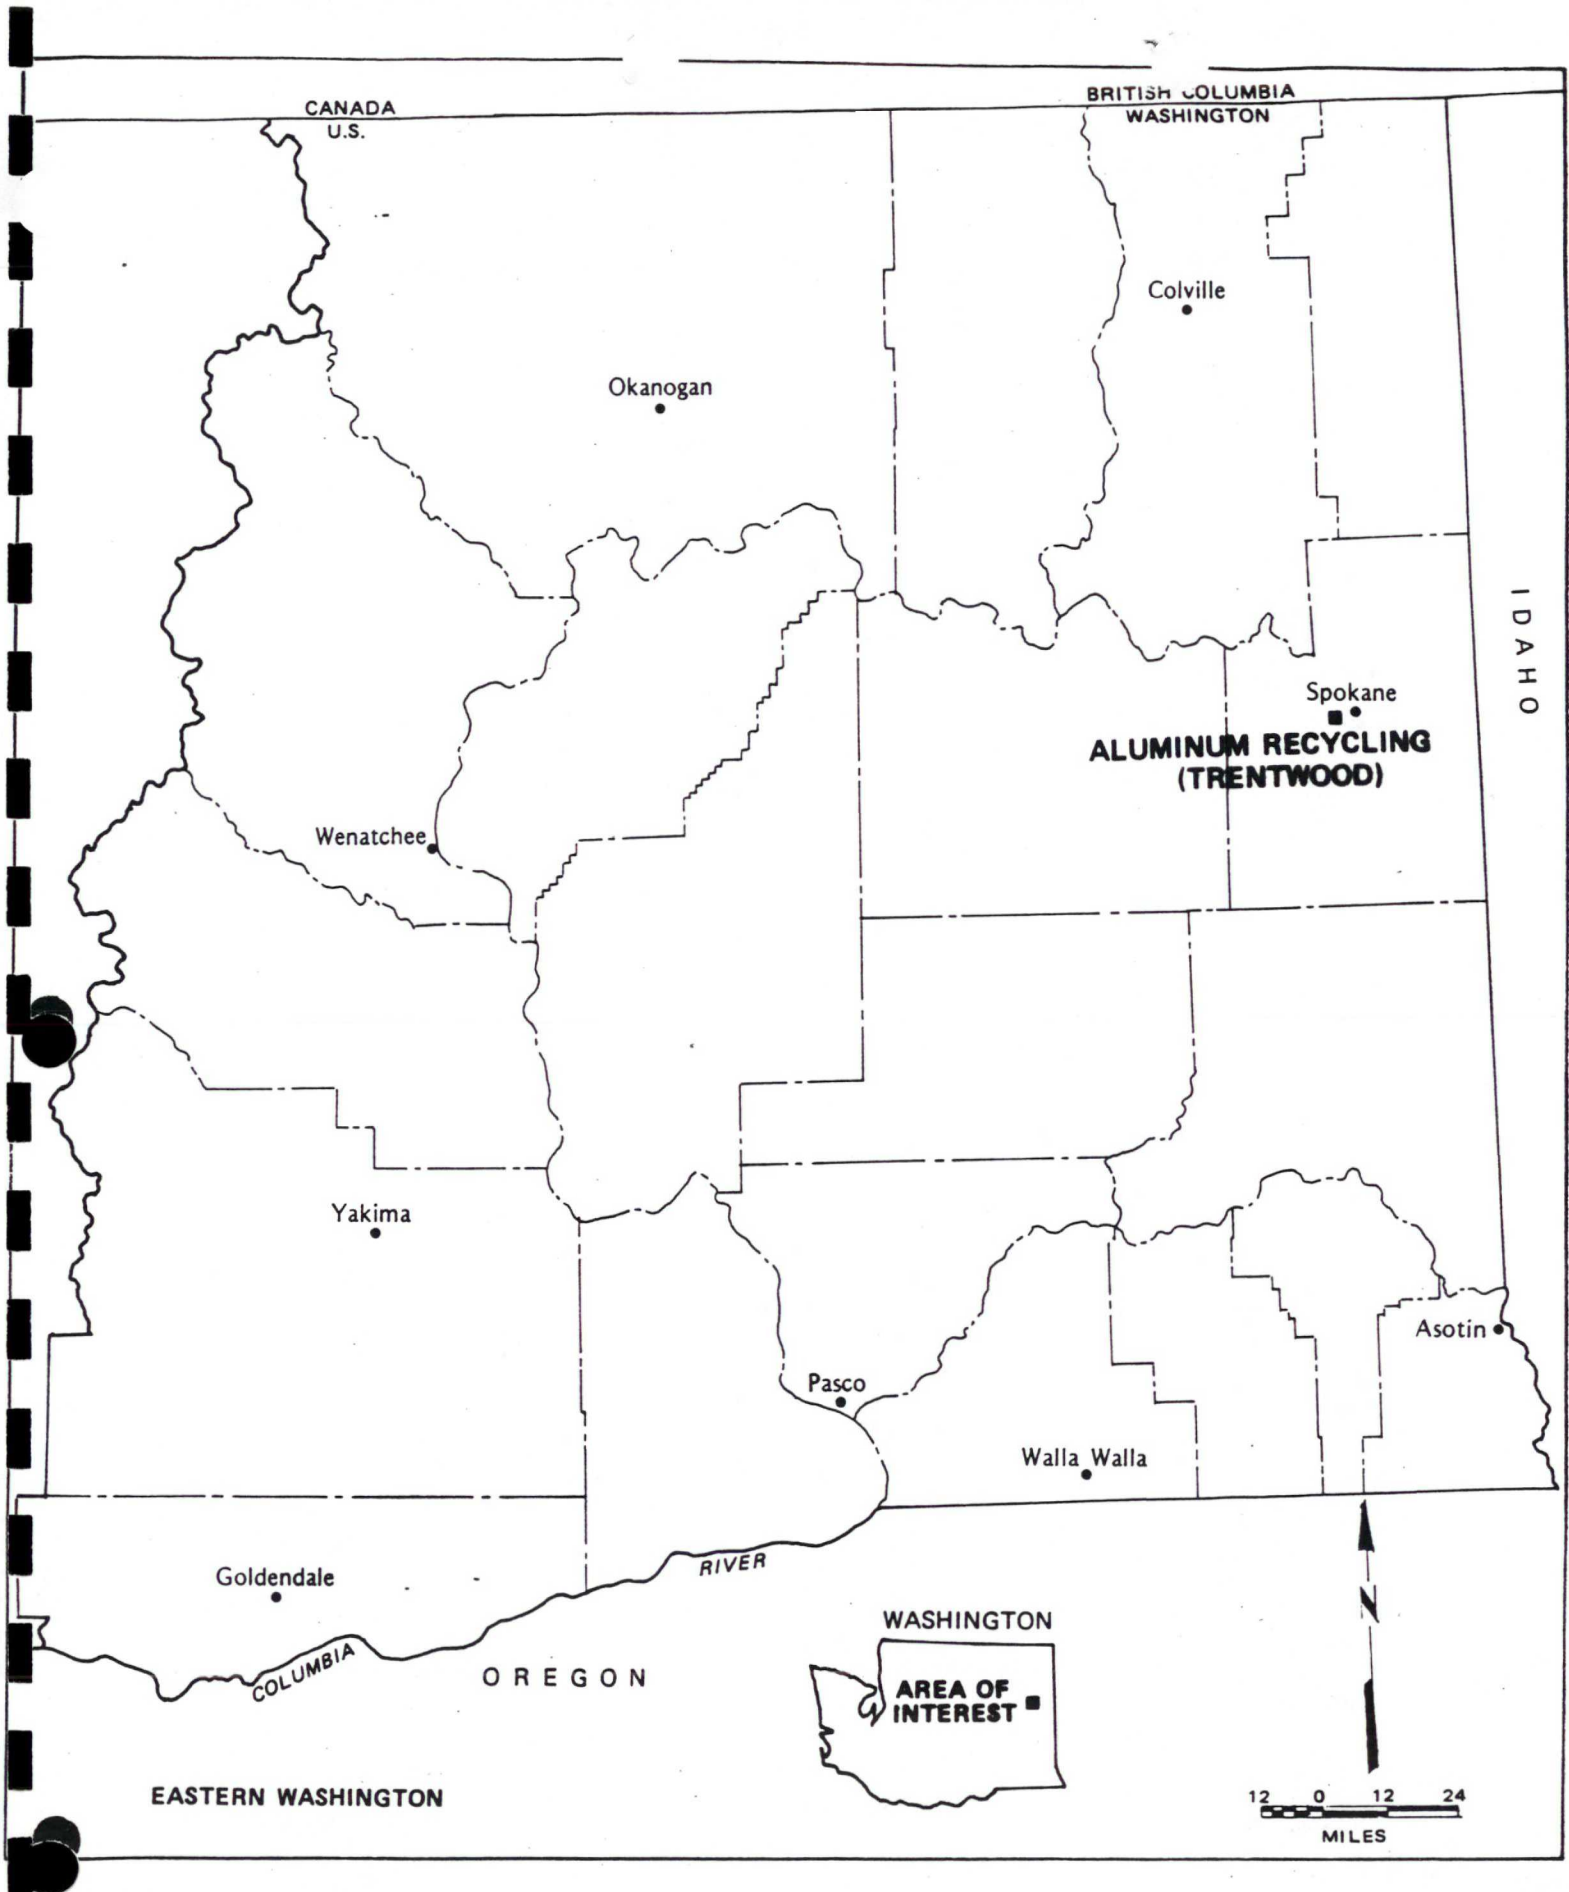 CANADA
U.S.
BRITISH COLUMBIA
WASHINGTON
Colville
Okanogan
IDAHO
Spokane
ALUMINUM RECYCLING
(TRENTWOOD)
Wenatchee
Yakima
Asotin
Pasco
Walla Walla
Goldendale
RIVER
COLUMBIA
OREGON
N
WASHINGTON
AREA OF
INTEREST
EASTERN WASHINGTON
12 0 12 24
MILES